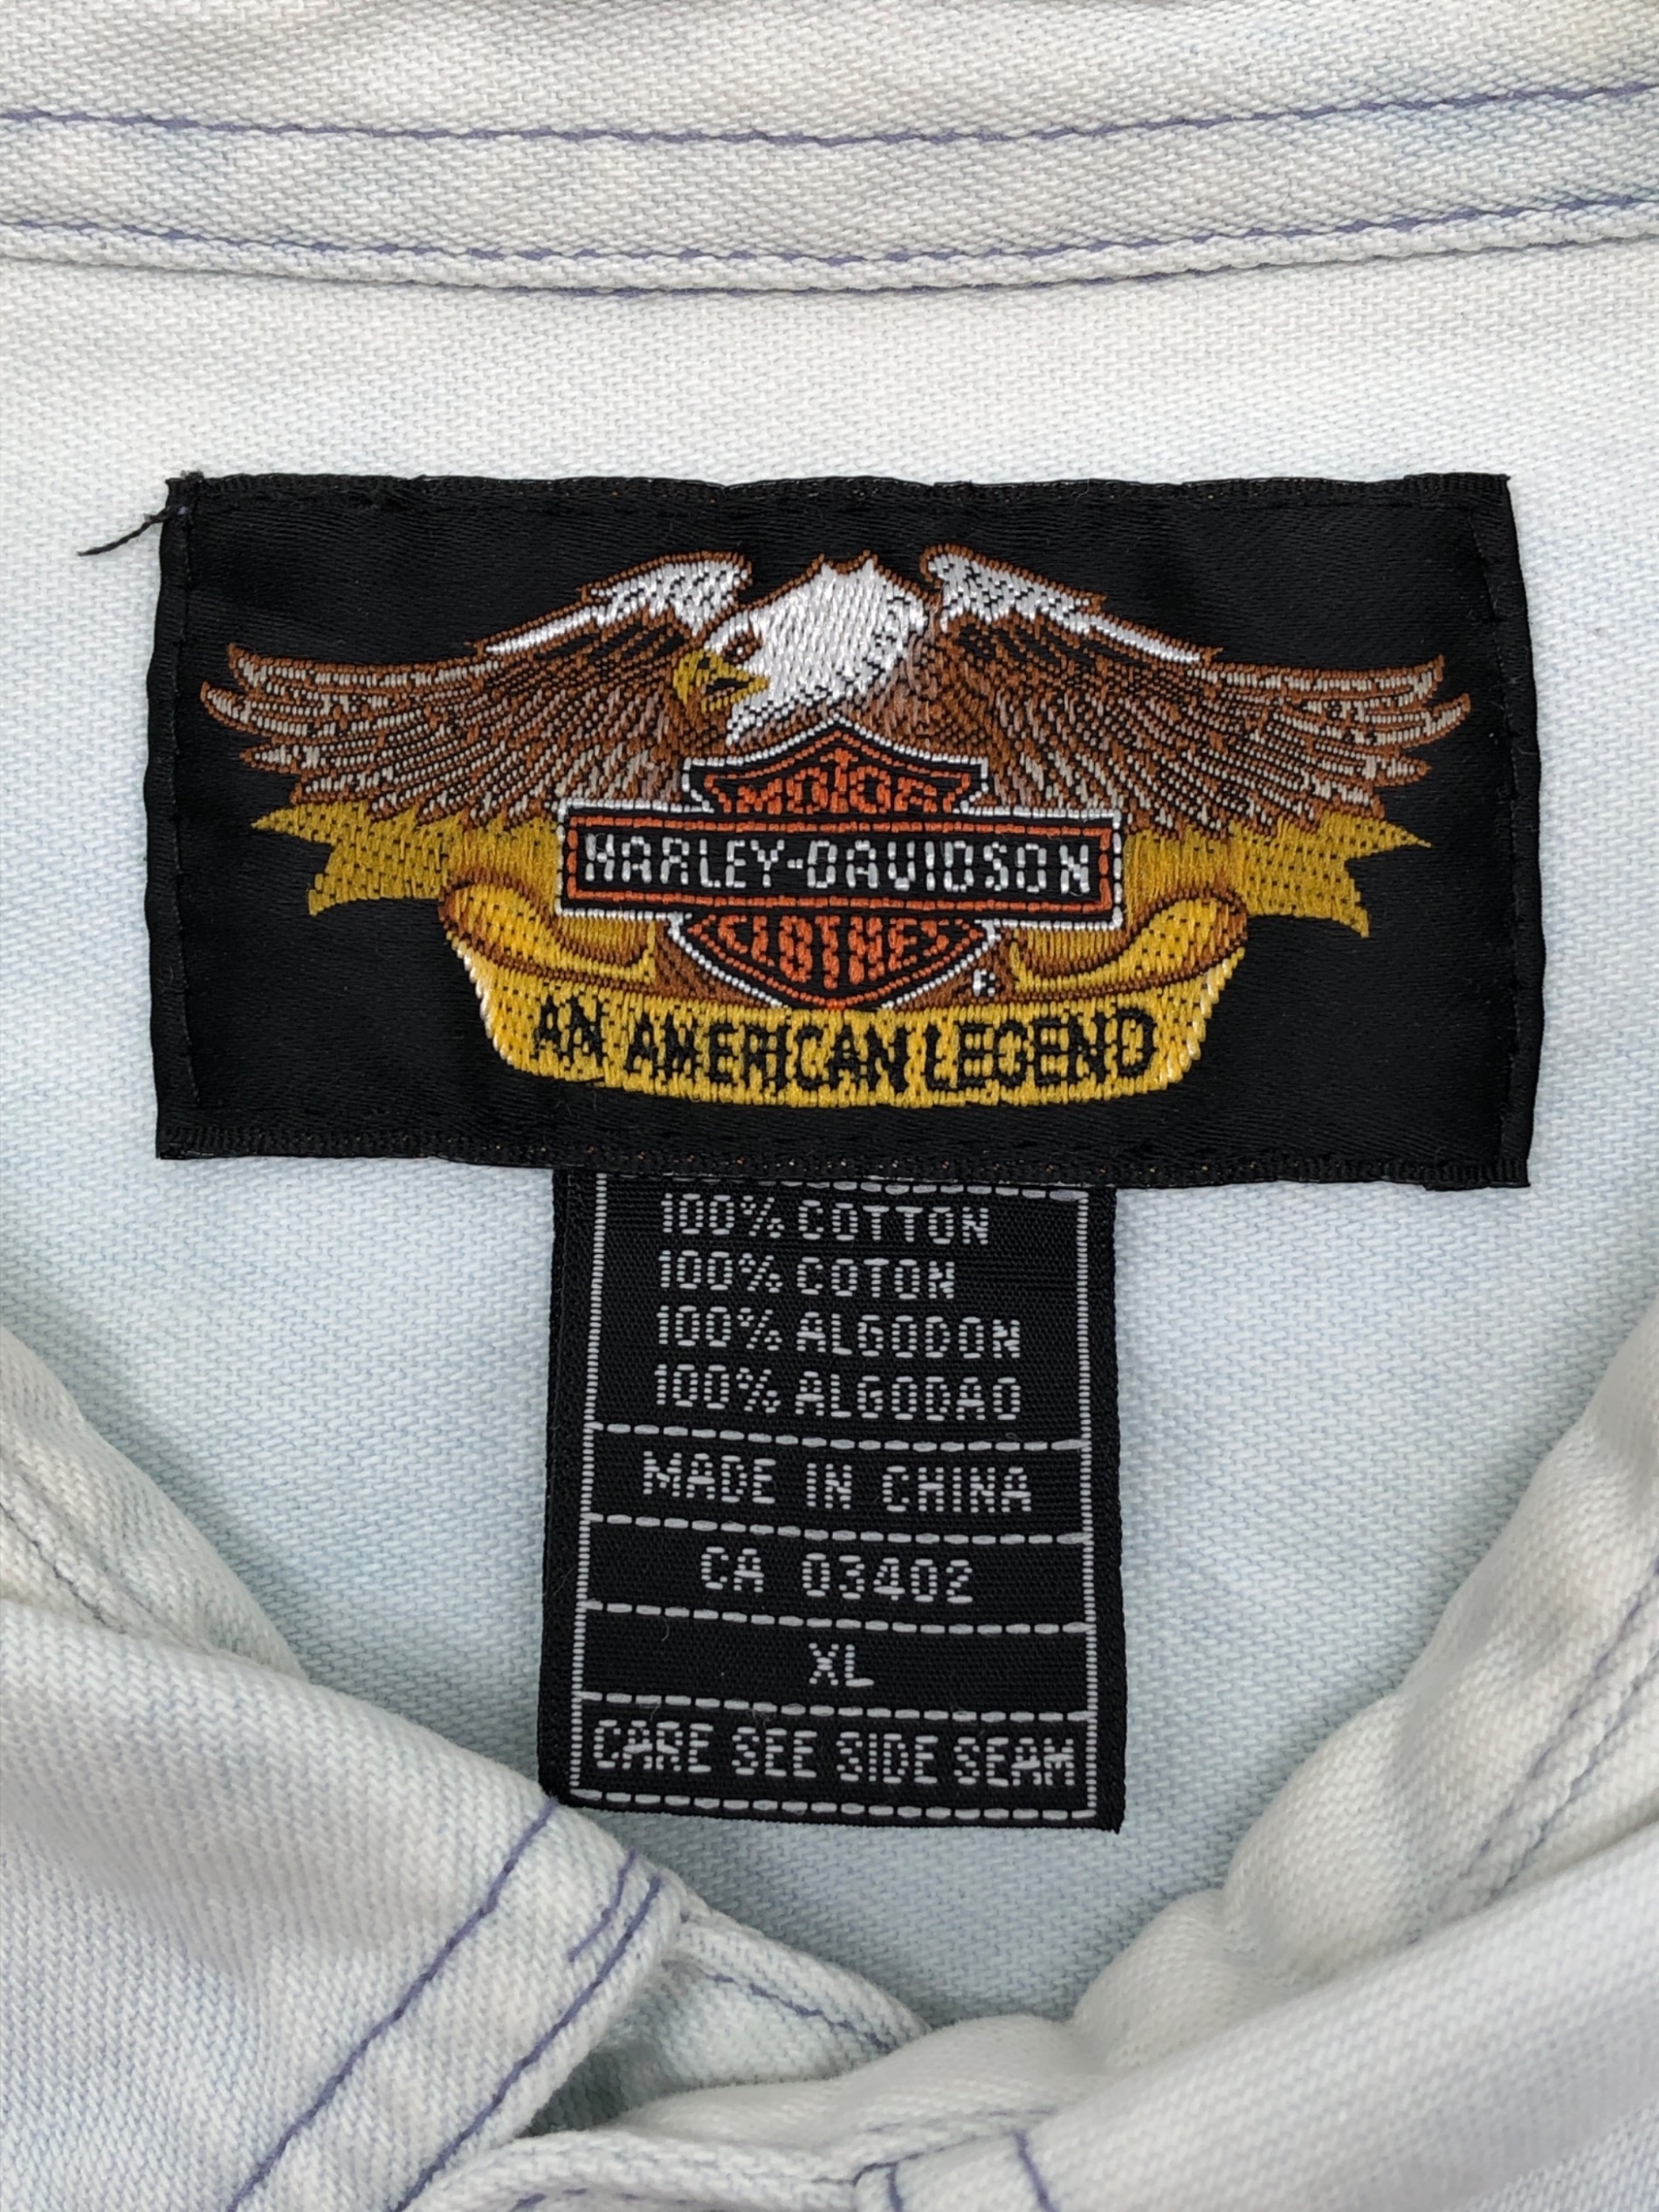 MOTOR
HARLEY-DAVIDSON
CLOTHES
®
AN AMERICAN LEGEND
100% COTTON
100% COTON
100% ALGODON
100% ALGODAO
MADE IN CHINA
CA 03402
XL
CARE SEE SIDE SEAM